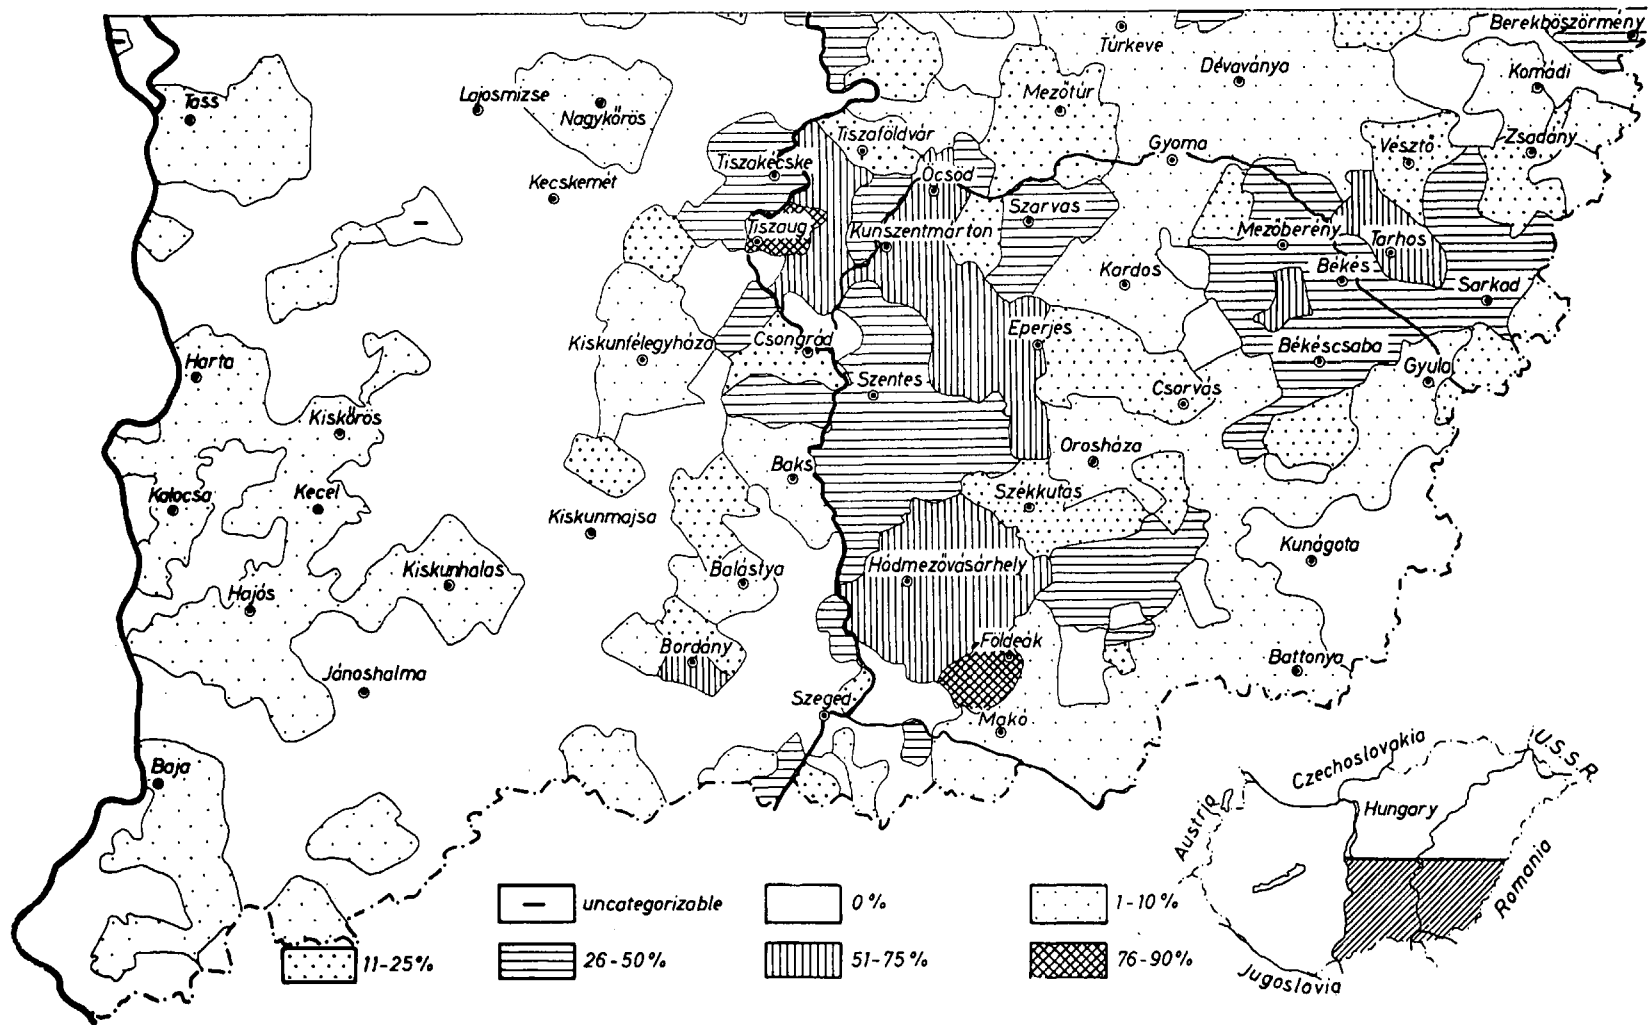 Berekböszörmény
Túrkeve
Dévaványa
Komádi
Tass
Lajosmizse
Nagykőrös
Mezőtúr
Tiszaföldvár
Gyoma
Vésztő
Zsadány
Tiszakécske
Kecskemét
Öcsöd
Szarvas
Tiszaug
Kunszentmárton
Mezőberény
Tarhos
Kardos
Békés
Sarkad
Harta
Kiskunfélegyháza
Csongrád
Eperjes
Békéscsaba
Gyula
Szentes
Csorvás
Kiskőrös
Orosháza
Baks
Kalocsa
Kecel
Székkutas
Kiskunmajsa
Kunágota
Kiskunhalas
Balástya
Hódmezővásárhely
Hajós
Bordány
Földeák
Battonya
Jánoshalma
Szeged
Makó
Baja
Czechoslovakia
U.S.S.R.
Austria
Hungary
Romania
Jugoslavia
– uncategorizable
0 %
1-10 %
11-25%
26-50%
51-75%
76-90%